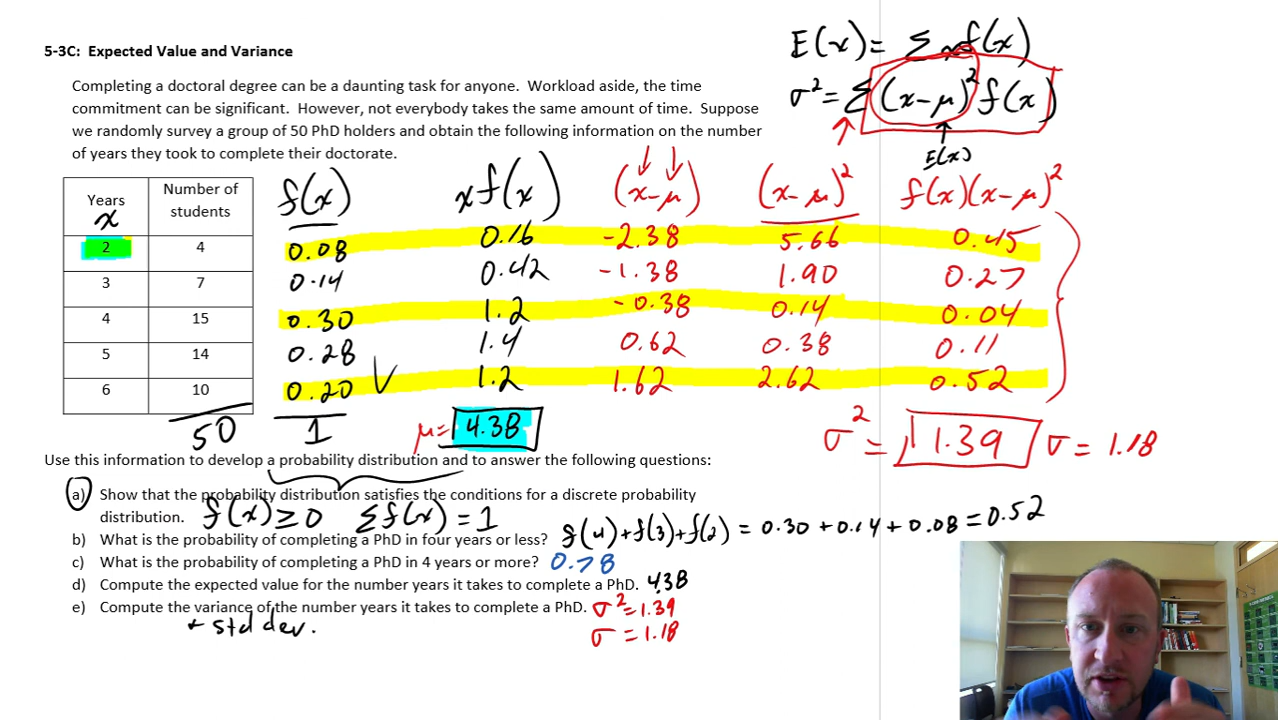 5-3C: Expected Value and Variance
E(x) = Σ xf(x)
σ² = Σ (x-μ)² f(x)
E(x)
Completing a doctoral degree can be a daunting task for anyone. Workload aside, the time
commitment can be significant. However, not everybody takes the same amount of time. Suppose
we randomly survey a group of 50 PhD holders and obtain the following information on the number
of years they took to complete their doctorate.
Years x Number of students f(x) xf(x) (x-μ) (x-μ)² f(x)(x-μ)²
2 4 0.08 0.16 -2.38 5.66 0.45
3 7 0.14 0.42 -1.38 1.90 0.27
4 15 0.30 1.2 -0.38 0.14 0.04
5 14 0.28 1.4 0.62 0.38 0.11
6 10 0.20 1.2 1.62 2.62 0.52
50 1 μ= 4.38 σ² = √1.39 σ = 1.18
Use this information to develop a probability distribution and to answer the following questions:
a) Show that the probability distribution satisfies the conditions for a discrete probability
distribution. f(x) ≥ 0 Σf(x) = 1
b) What is the probability of completing a PhD in four years or less? f(4)+f(3)+f(2) = 0.30 + 0.14 + 0.08 = 0.52
c) What is the probability of completing a PhD in 4 years or more? 0.78
d) Compute the expected value for the number years it takes to complete a PhD. 4.38
e) Compute the variance of the number years it takes to complete a PhD. σ² = 1.39
+ std dev. σ = 1.18